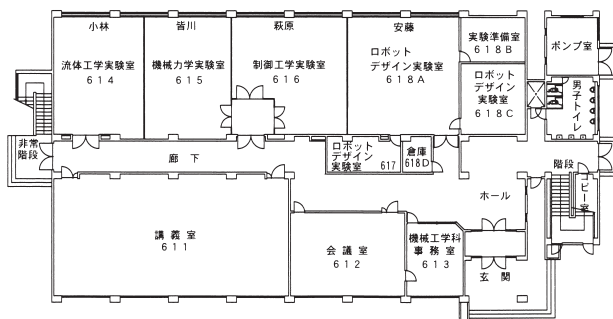 小林
流体工学実験室
614
皆川
機械力学実験室
615
萩原
制御工学実験室
616
安藤
ロボット
デザイン実験室
618A
実験準備室
618B
ロボット
デザイン
実験室
618C
ポンプ室
男子トイレ
非常
階段
廊下
ロボット
デザイン
実験室
617
倉庫
618D
階段
コピー室
ホール
講義室
611
会議室
612
機械工学科
事務室
613
玄関